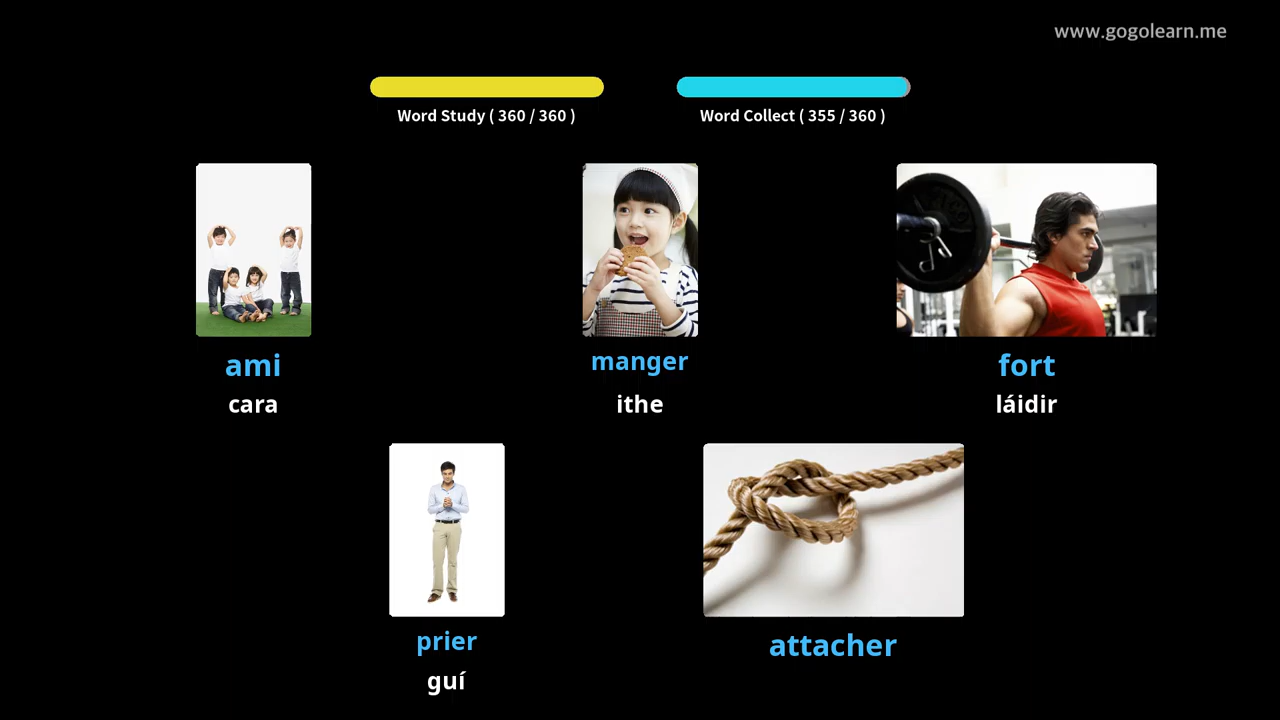 www.gogolearn.me
Word Study ( 360 / 360 )
Word Collect ( 355 / 360 )
ami
manger
fort
cara
ithe
láidir
prier
attacher
guí